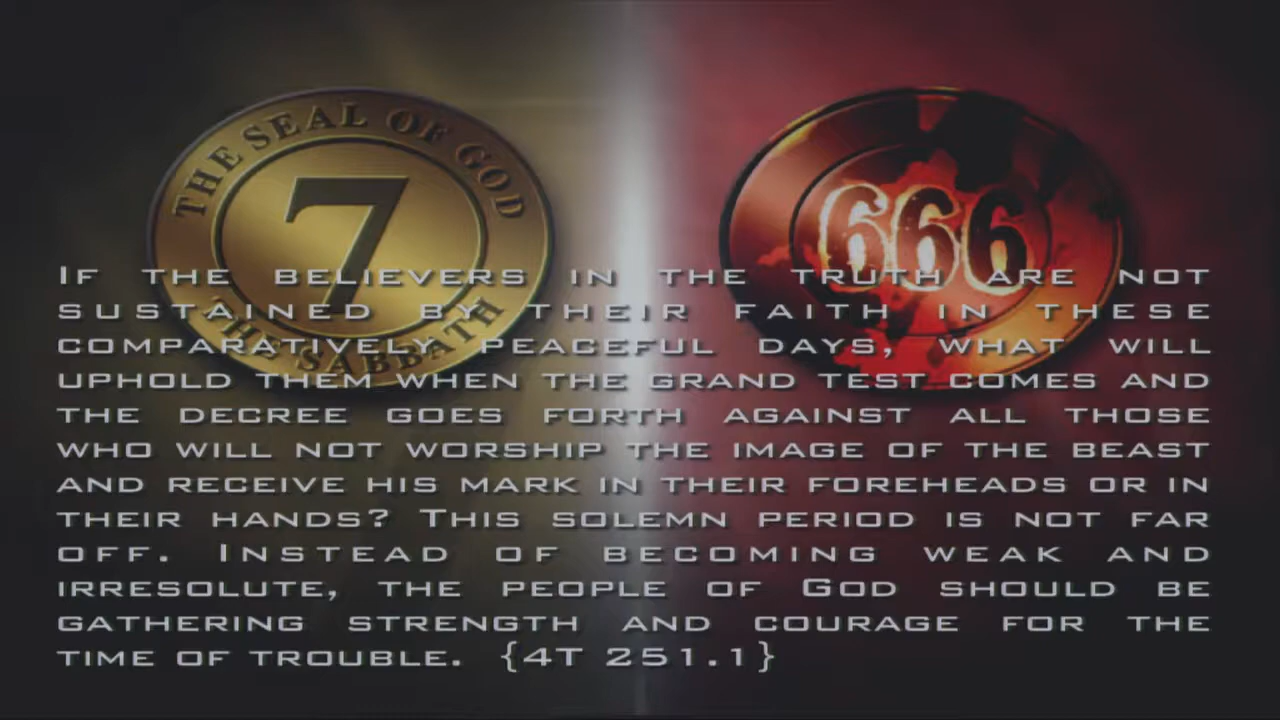 THE SEAL OF GOD
7
THE SABBATH
666
If the believers in the truth are not
sustained by their faith in these
comparatively peaceful days, what will
uphold them when the grand test comes and
the decree goes forth against all those
who will not worship the image of the beast
and receive his mark in their foreheads or in
their hands? This solemn period is not far
off. Instead of becoming weak and
irresolute, the people of God should be
gathering strength and courage for the
time of trouble. {4T 251.1}